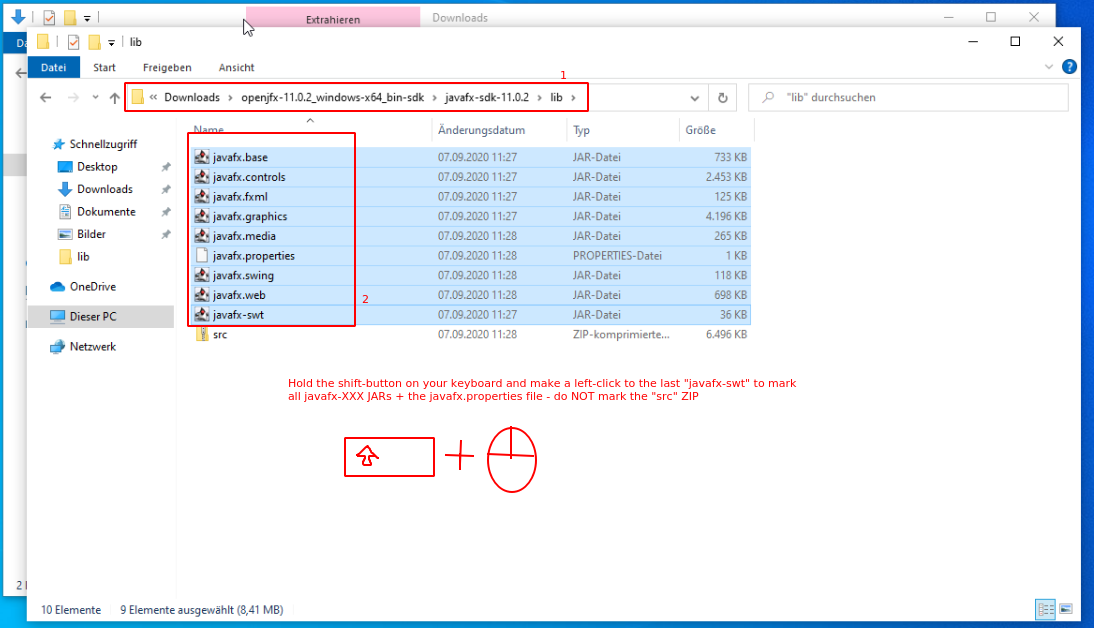 Extrahieren
Downloads
lib
Datei
Start
Freigeben
Ansicht
1
« Downloads › openjfx-11.0.2_windows-x64_bin-sdk › javafx-sdk-11.0.2 › lib ›
"lib" durchsuchen
Name
Änderungsdatum
Typ
Größe
Schnellzugriff
Desktop
Downloads
Dokumente
Bilder
lib
OneDrive
Dieser PC
Netzwerk
javafx.base 07.09.2020 11:27 JAR-Datei 733 KB
javafx.controls 07.09.2020 11:27 JAR-Datei 2.453 KB
javafx.fxml 07.09.2020 11:27 JAR-Datei 125 KB
javafx.graphics 07.09.2020 11:27 JAR-Datei 4.196 KB
javafx.media 07.09.2020 11:28 JAR-Datei 265 KB
javafx.properties 07.09.2020 11:28 PROPERTIES-Datei 1 KB
javafx.swing 07.09.2020 11:28 JAR-Datei 118 KB
javafx.web 07.09.2020 11:28 JAR-Datei 698 KB
javafx-swt 07.09.2020 11:27 JAR-Datei 36 KB
src 07.09.2020 11:28 ZIP-komprimierte... 6.496 KB
2
Hold the shift-button on your keyboard and make a left-click to the last "javafx-swt" to mark
all javafx-XXX JARs + the javafx.properties file - do NOT mark the "src" ZIP
10 Elemente
9 Elemente ausgewählt (8,41 MB)